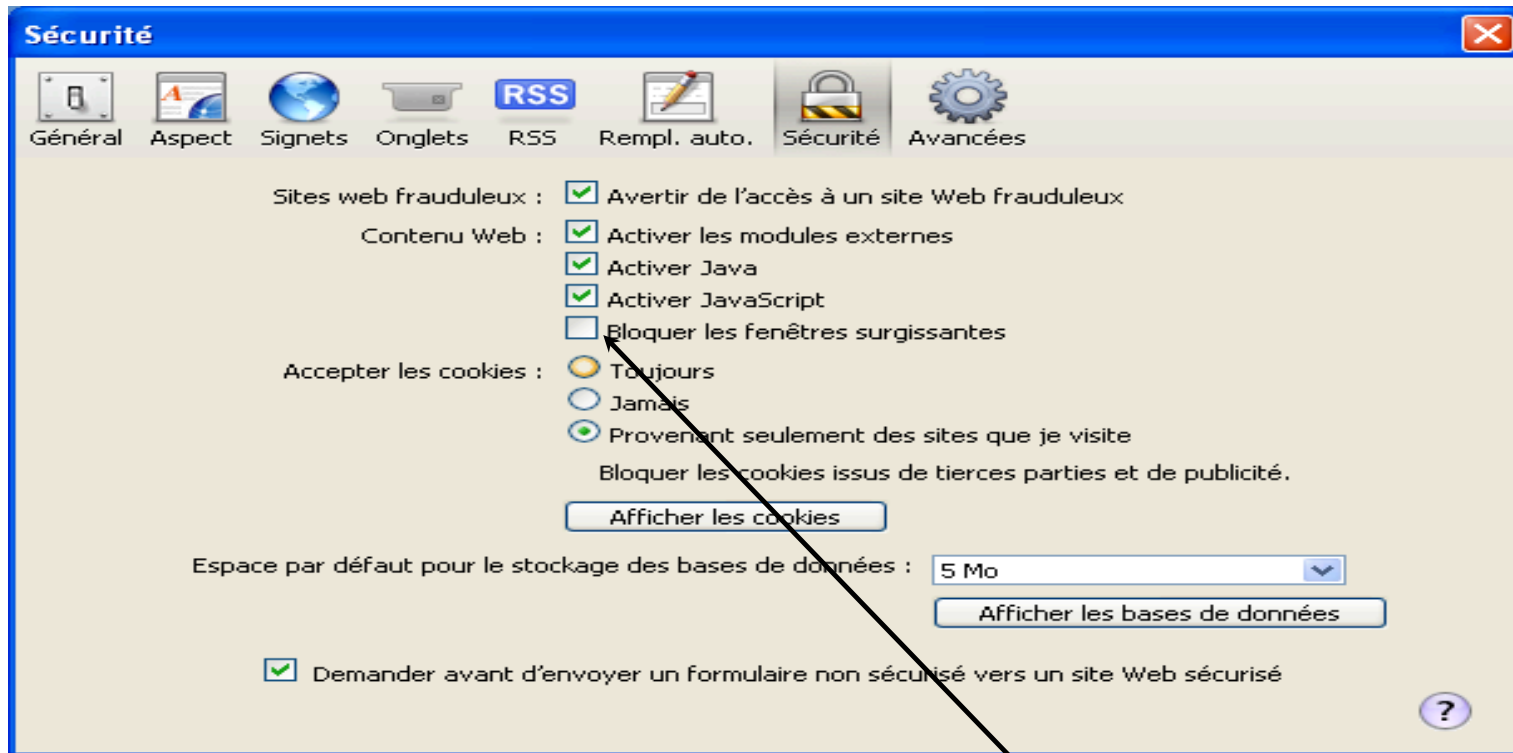 Sécurité
Général Aspect Signets Onglets RSS RSS Rempl. auto. Sécurité Avancées
Sites web frauduleux : Avertir de l'accès à un site Web frauduleux
Contenu Web : Activer les modules externes
Activer Java
Activer JavaScript
Bloquer les fenêtres surgissantes
Accepter les cookies : Toujours
Jamais
Provenant seulement des sites que je visite
Bloquer les cookies issus de tierces parties et de publicité.
Afficher les cookies
Espace par défaut pour le stockage des bases de données : 5 Mo
Afficher les bases de données
Demander avant d'envoyer un formulaire non sécurisé vers un site Web sécurisé
?